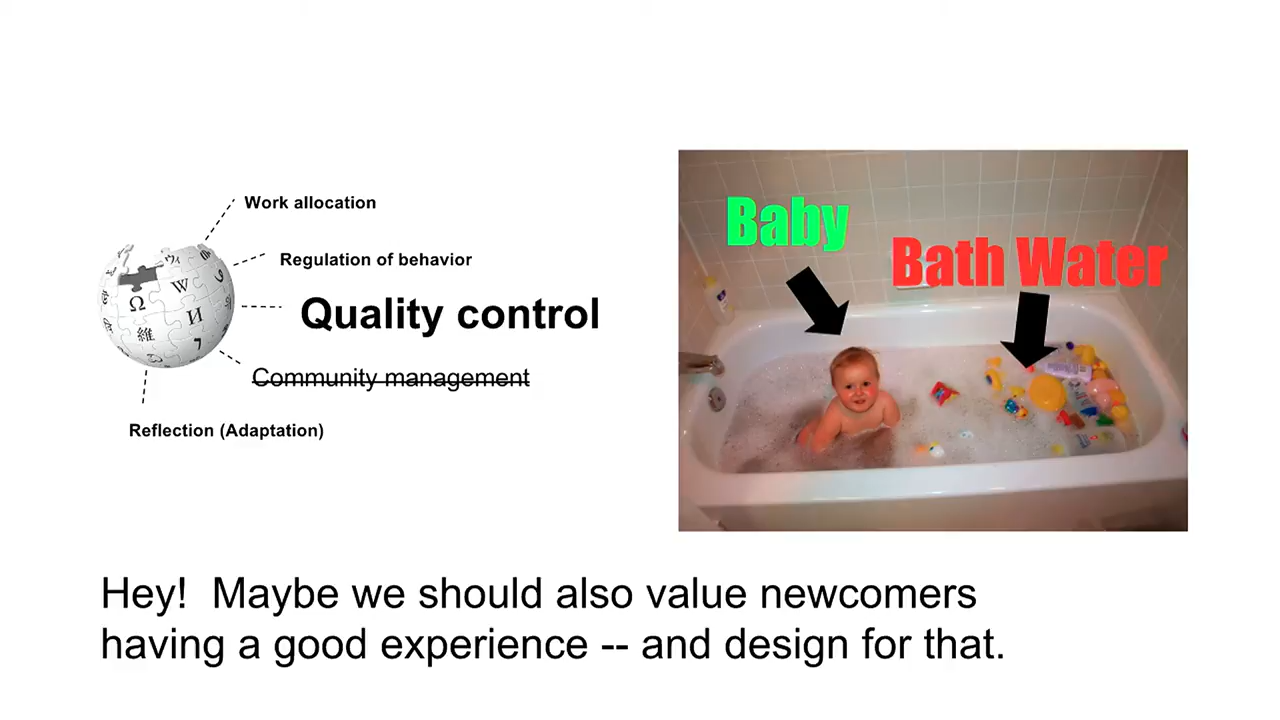 Work allocation
Regulation of behavior
Quality control
Community management
Reflection (Adaptation)
Ω
W
И
維
Baby
Bath Water
Hey! Maybe we should also value newcomers
having a good experience -- and design for that.